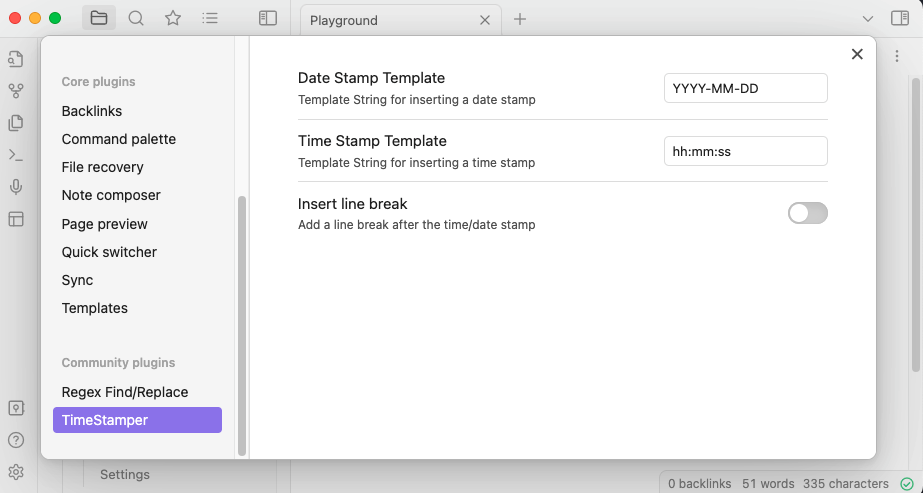 Playground
Core plugins
Backlinks
Command palette
File recovery
Note composer
Page preview
Quick switcher
Sync
Templates
Community plugins
Regex Find/Replace
TimeStamper
Date Stamp Template
Template String for inserting a date stamp
YYYY-MM-DD
Time Stamp Template
Template String for inserting a time stamp
hh:mm:ss
Insert line break
Add a line break after the time/date stamp
Settings
0 backlinks 51 words 335 characters